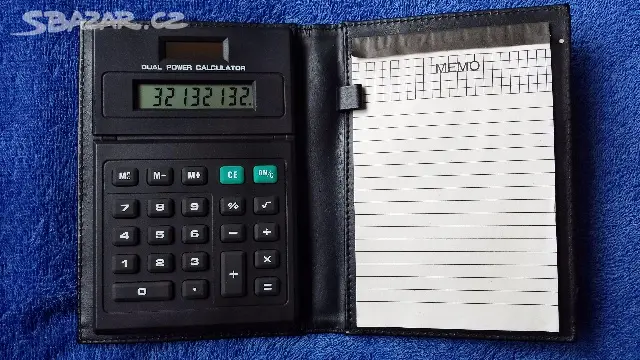 SBAZAR.CZ
DUAL POWER CALCULATOR
32132132.
M– M+ CE ON/C
7 8 9 % √
4 5 6 − ÷
1 2 3 + ×
0 . =
MEMO